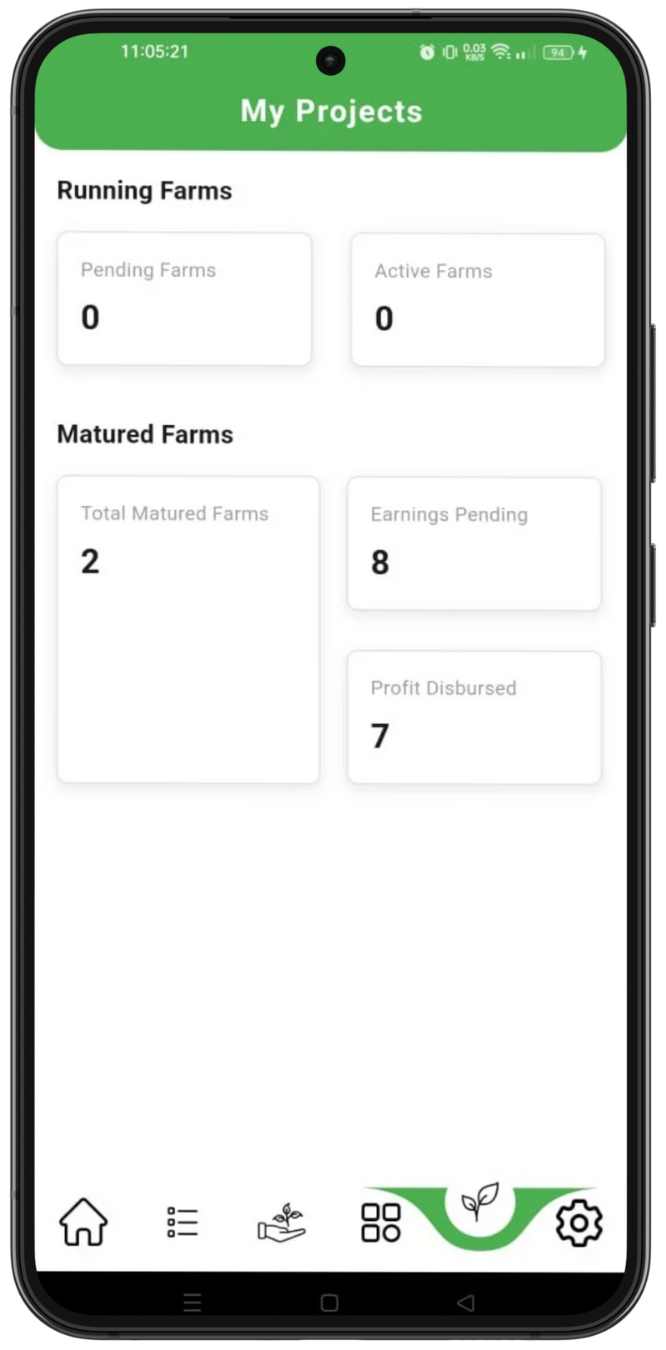 11:05:21
0.03
KB/S
94
My Projects
Running Farms
Pending Farms
0
Active Farms
0
Matured Farms
Total Matured Farms
2
Earnings Pending
8
Profit Disbursed
7